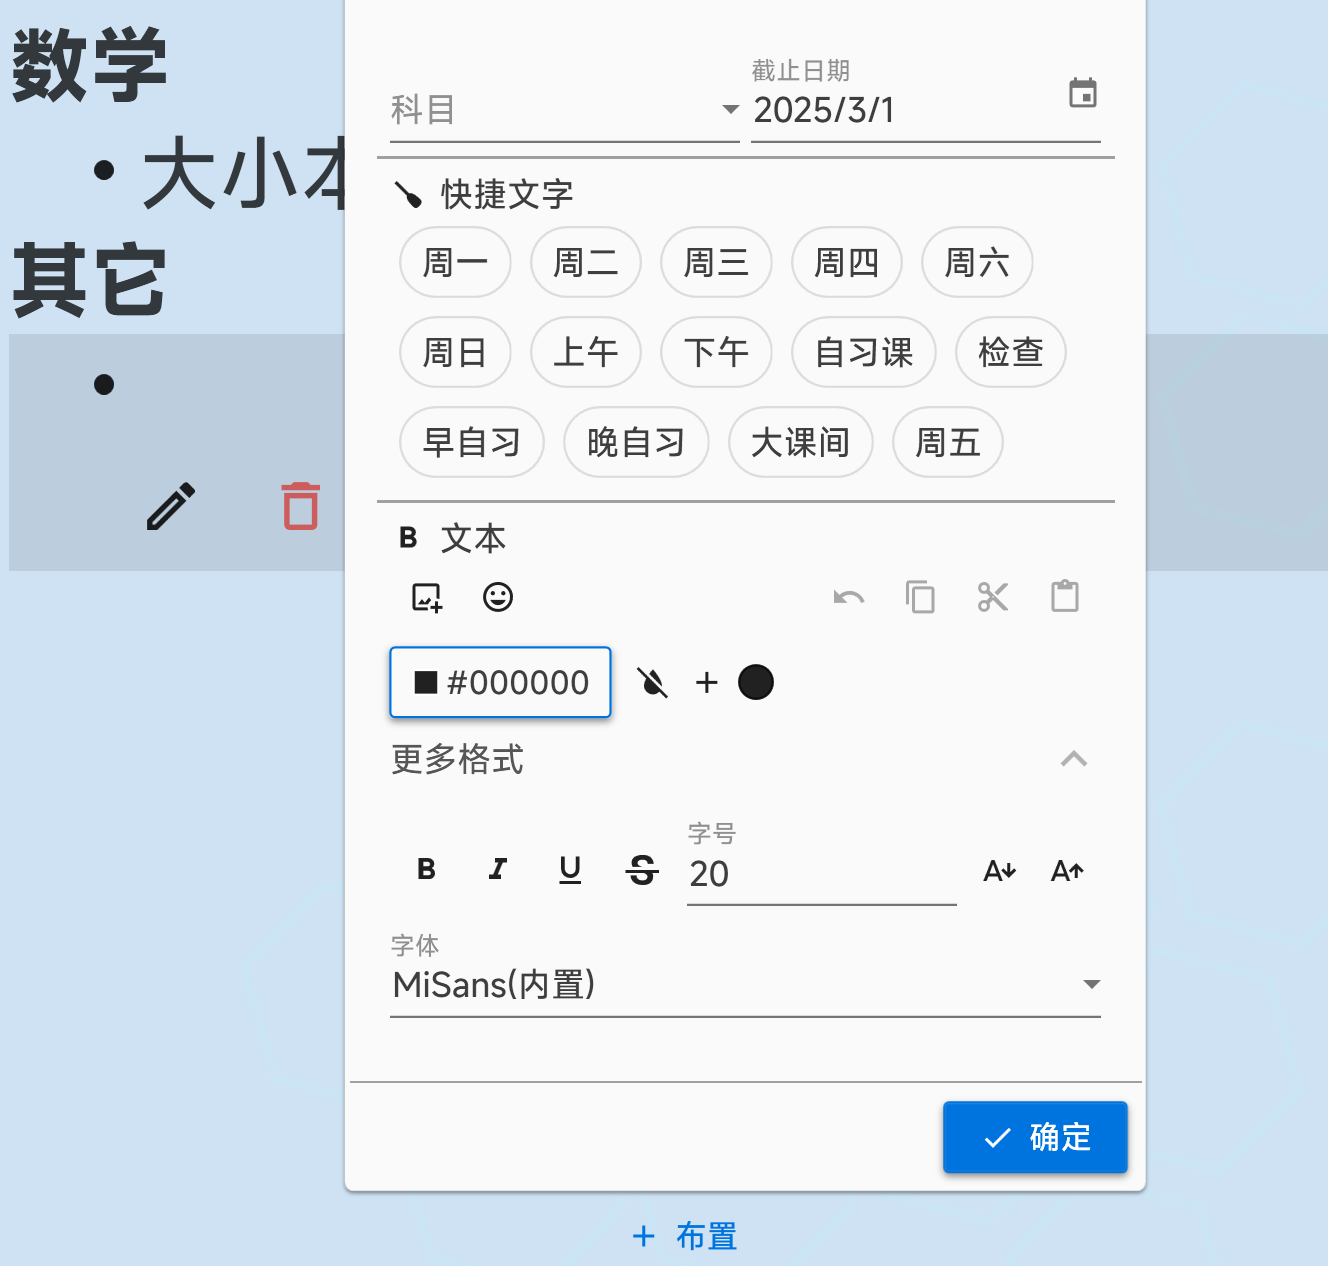 数学
大小
其它
截止日期
科目
2025/3/1
快捷文字
周一 周二 周三 周四 周六
周日 上午 下午 自习课 检查
早自习 晚自习 大课间 周五
B 文本
#000000
更多格式
字号
B I U S 20 A A
字体
MiSans(内置)
确定
+ 布置